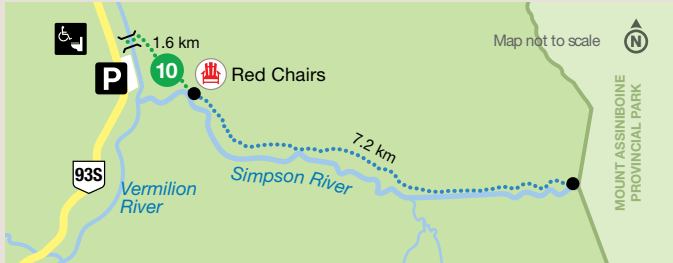 1.6 km
Map not to scale
N
P
10
Red Chairs
7.2 km
93S
Vermilion
River
Simpson River
MOUNT ASSINIBOINE
PROVINCIAL PARK